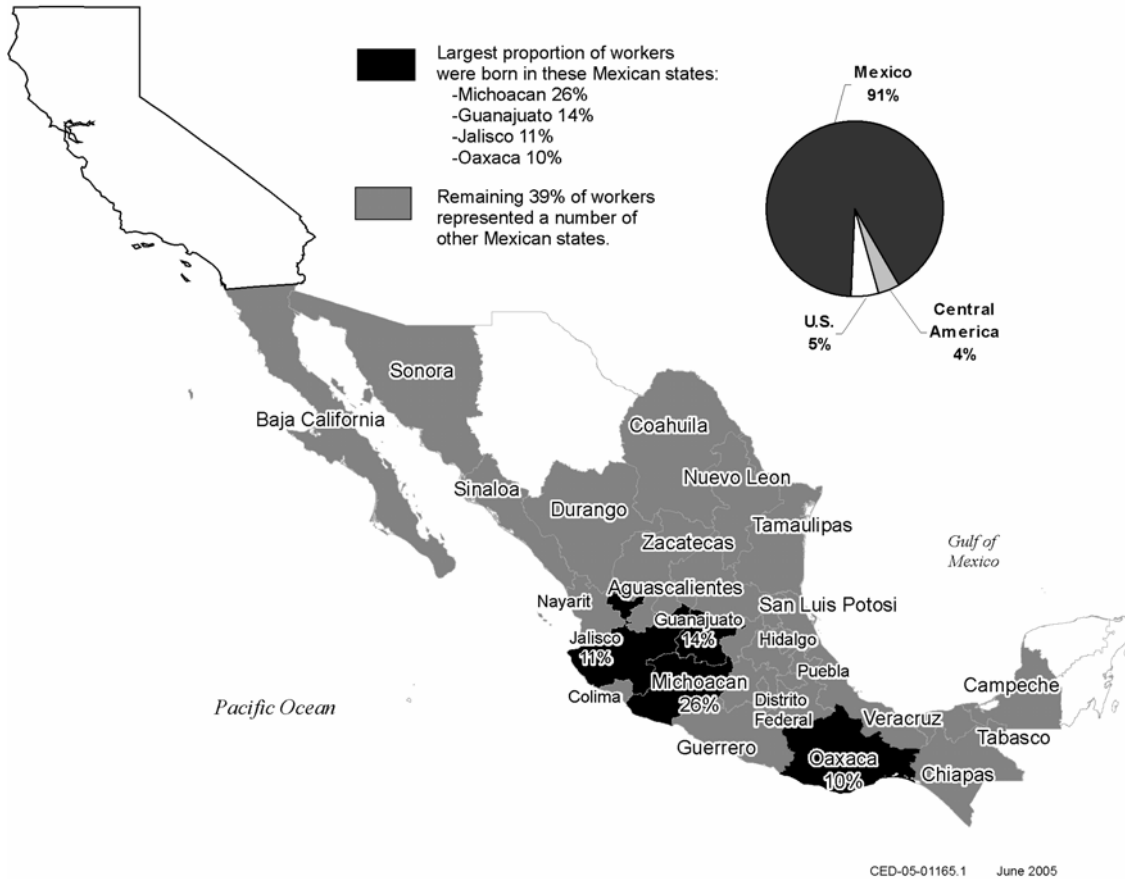 Largest proportion of workers
were born in these Mexican states:
-Michoacan 26%
-Guanajuato 14%
-Jalisco 11%
-Oaxaca 10%
Remaining 39% of workers
represented a number of
other Mexican states.
Mexico
91%
U.S.
5%
Central
America
4%
Sonora
Baja California
Coahuila
Nuevo Leon
Sinaloa
Durango
Tamaulipas
Zacatecas
Gulf of
Mexico
Aguascalientes
Nayarit
San Luis Potosi
Guanajuato
14%
Jalisco
11%
Hidalgo
Puebla
Michoacan
26%
Colima
Distrito
Federal
Campeche
Pacific Ocean
Veracruz
Tabasco
Guerrero
Oaxaca
10%
Chiapas
CED-05-01165.1 June 2005